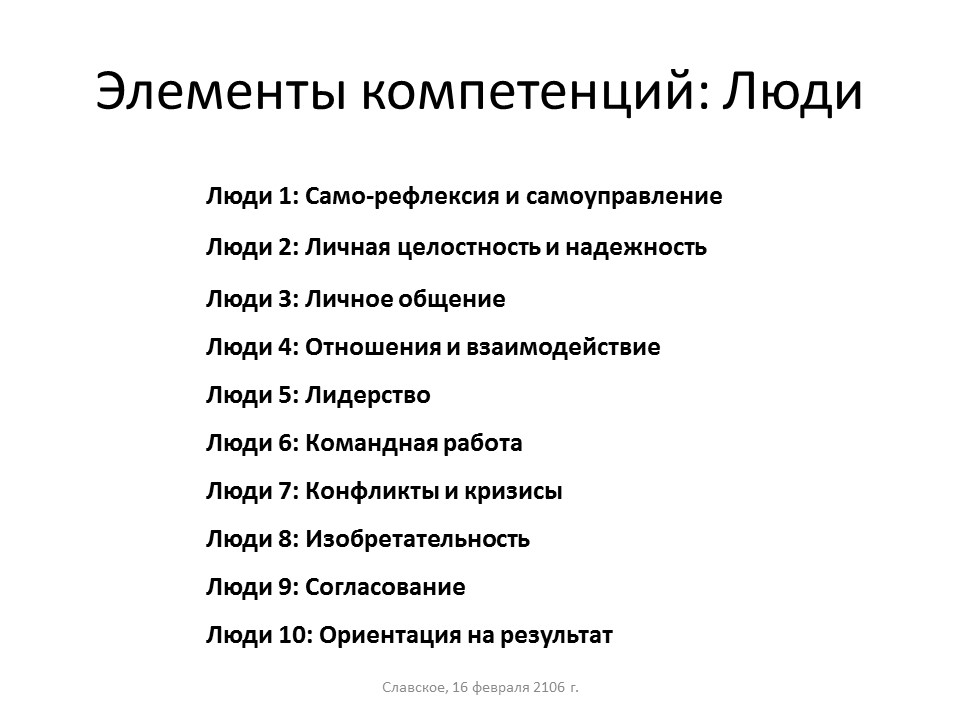 Элементы компетенций: Люди
Люди 1: Само-рефлексия и самоуправление
Люди 2: Личная целостность и надежность
Люди 3: Личное общение
Люди 4: Отношения и взаимодействие
Люди 5: Лидерство
Люди 6: Командная работа
Люди 7: Конфликты и кризисы
Люди 8: Изобретательность
Люди 9: Согласование
Люди 10: Ориентация на результат
Славское, 16 февраля 2106 г.